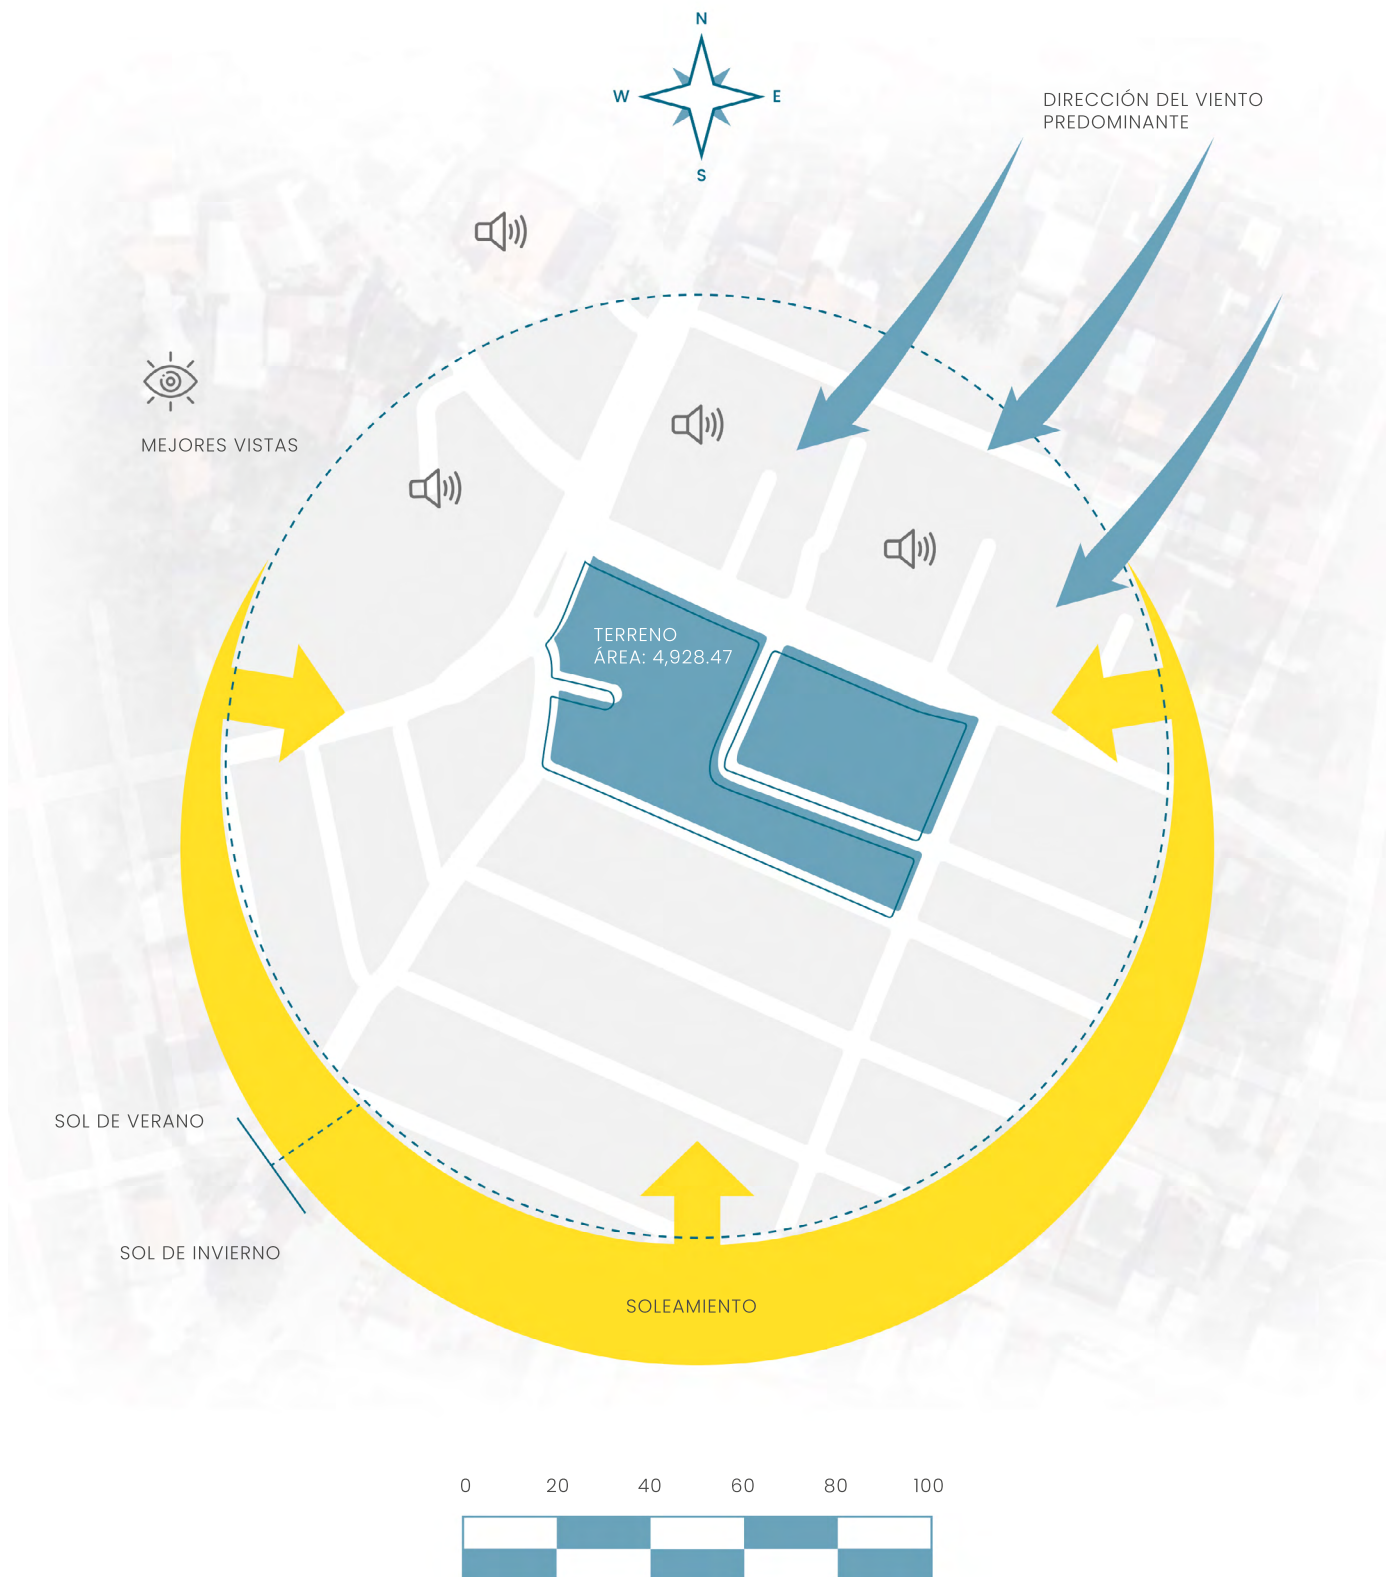 N
W
E
S
DIRECCIÓN DEL VIENTO
PREDOMINANTE
MEJORES VISTAS
TERRENO
ÁREA: 4,928.47
SOL DE VERANO
SOL DE INVIERNO
SOLEAMIENTO
0 20 40 60 80 100